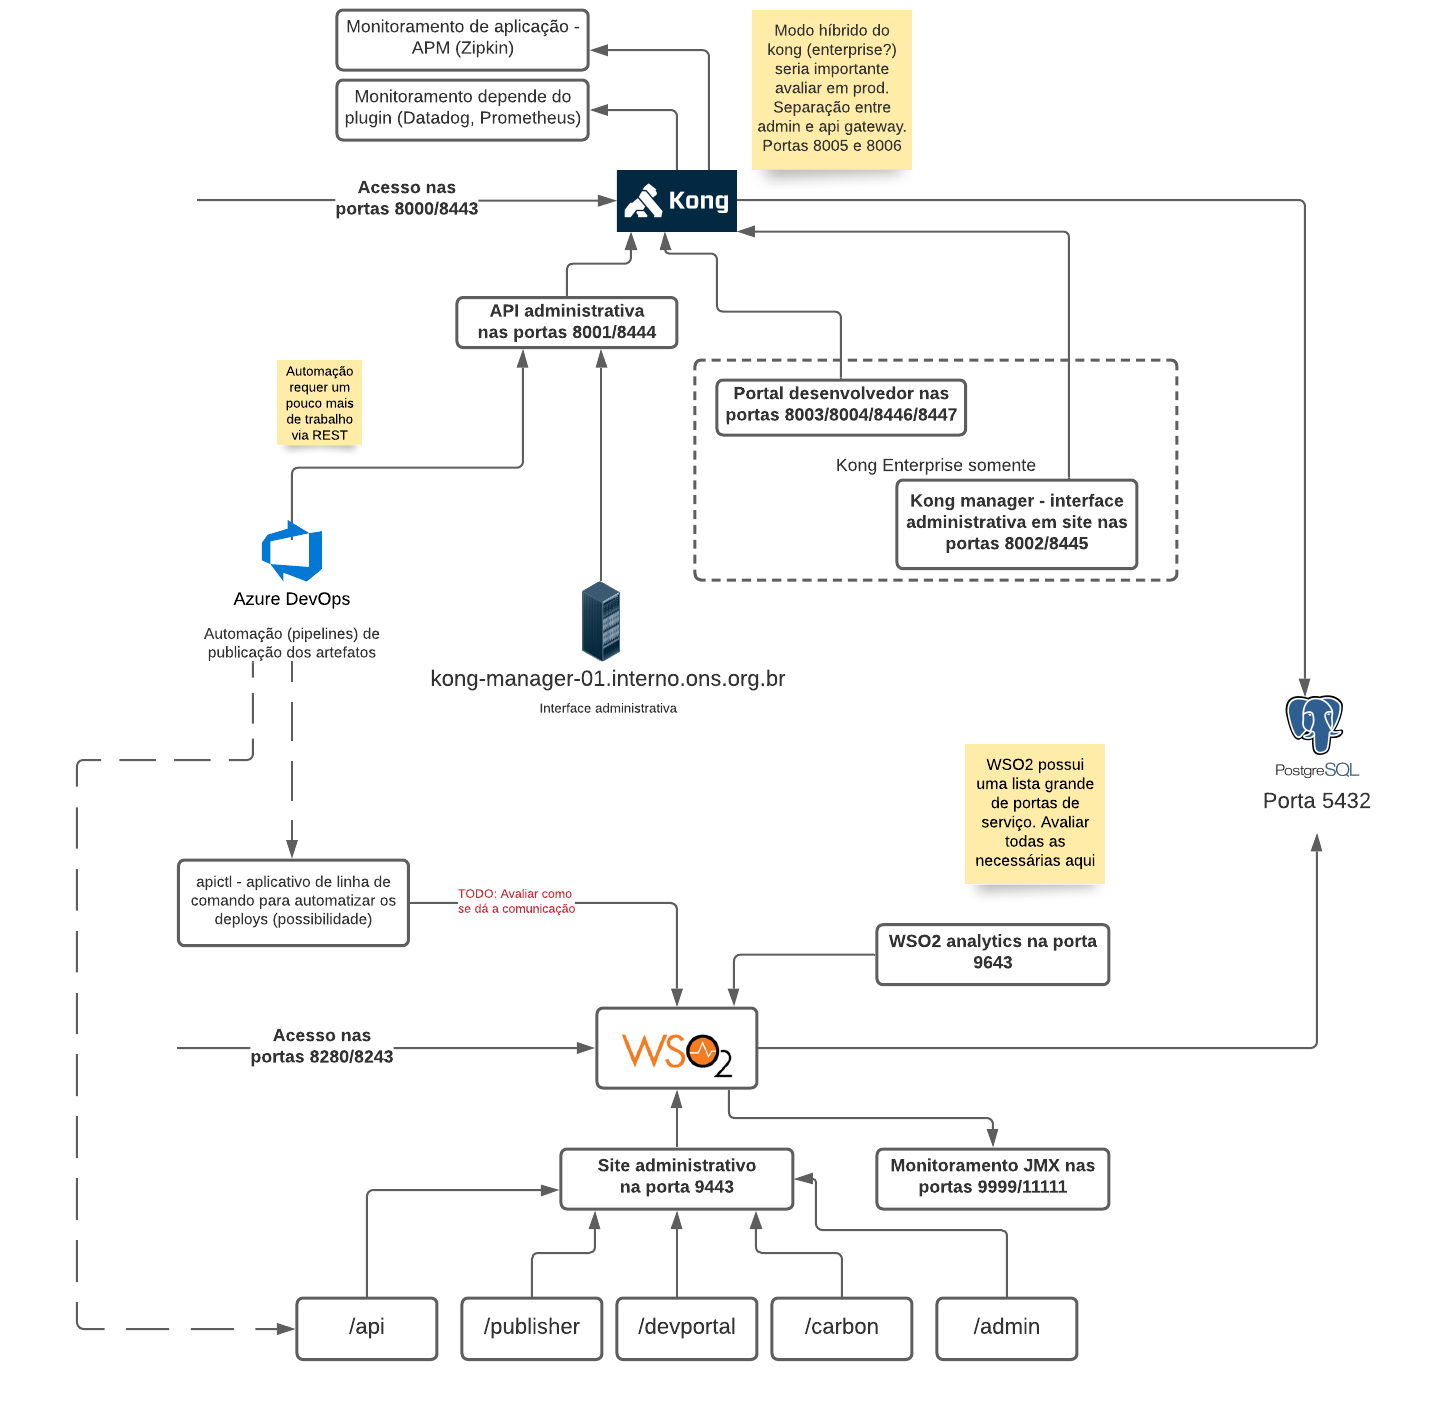 Monitoramento de aplicação -
APM (Zipkin)
Monitoramento depende do
plugin (Datadog, Prometheus)
Modo híbrido do
kong (enterprise?)
seria importante
avaliar em prod.
Separação entre
admin e api gateway.
Portas 8005 e 8006
Acesso nas
portas 8000/8443
Kong
API administrativa
nas portas 8001/8444
Automação
requer um
pouco mais
de trabalho
via REST
Portal desenvolvedor nas
portas 8003/8004/8446/8447
Kong Enterprise somente
Kong manager - interface
administrativa em site nas
portas 8002/8445
Azure DevOps
Automação (pipelines) de
publicação dos artefatos
kong-manager-01.interno.ons.org.br
Interface administrativa
PostgreSQL
Porta 5432
WSO2 possui
uma lista grande
de portas de
serviço. Avaliar
todas as
necessárias aqui
apictl - aplicativo de linha de
comando para automatizar os
deploys (possibilidade)
TODO: Avaliar como
se dá a comunicação
WSO2 analytics na porta
9643
Acesso nas
portas 8280/8243
WSO2
Site administrativo
na porta 9443
Monitoramento JMX nas
portas 9999/11111
/api
/publisher
/devportal
/carbon
/admin